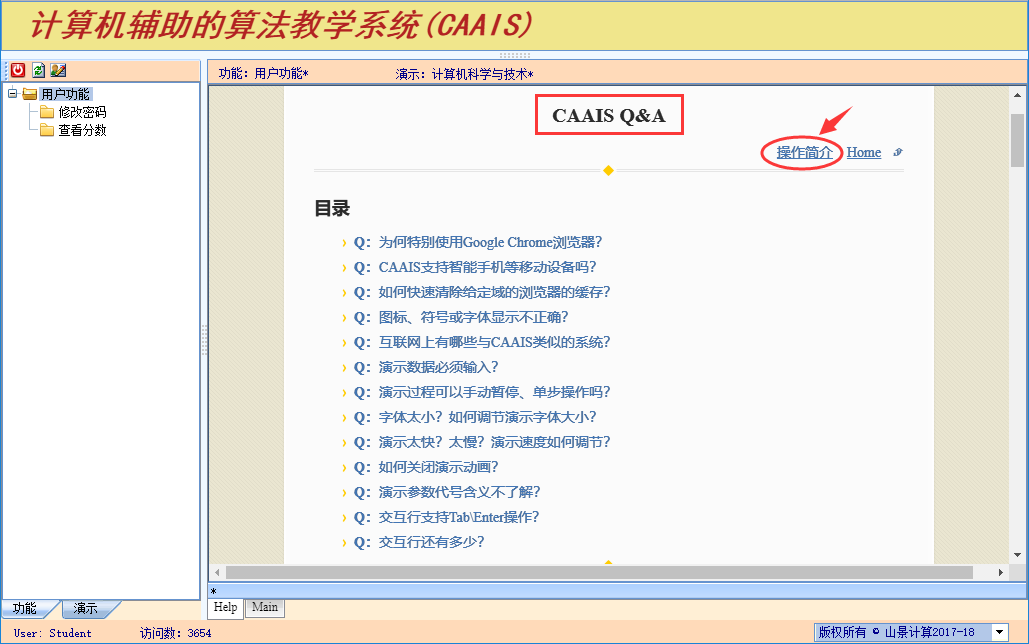 计算机辅助的算法教学系统(CAAIS)
功能：用户功能* 演示：计算机科学与技术*
用户功能
修改密码
查看分数
CAAIS Q&A
操作简介 Home
目录
Q：为何特别使用Google Chrome浏览器？
Q：CAAIS支持智能手机等移动设备吗？
Q：如何快速清除给定域的浏览器的缓存？
Q：图标、符号或字体显示不正确？
Q：互联网上有哪些与CAAIS类似的系统？
Q：演示数据必须输入？
Q：演示过程可以手动暂停、单步操作吗？
Q：字体太小？如何调节演示字体大小？
Q：演示太快？太慢？演示速度如何调节？
Q：如何关闭演示动画？
Q：演示参数代号含义不了解？
Q：交互行支持Tab\Enter操作？
Q：交互行还有多少？
*
功能 演示 Help Main
User: Student 访问数: 3654 版权所有 © 山景计算2017-18